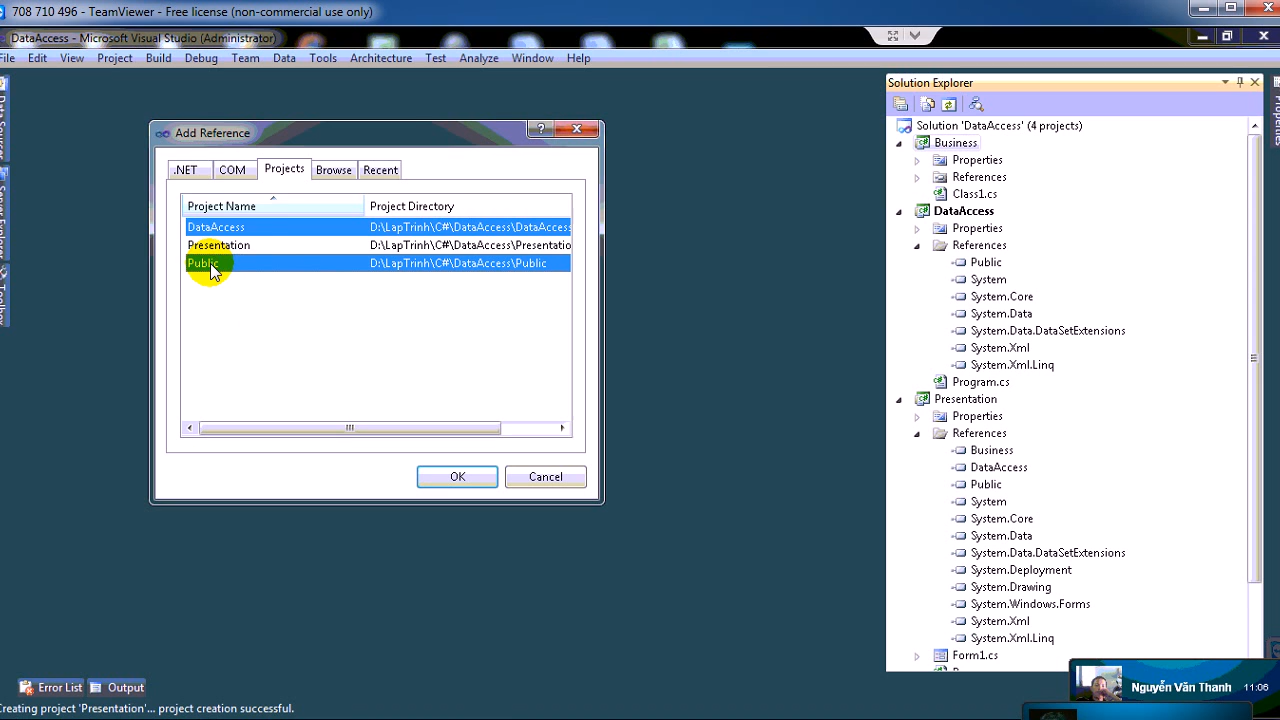 708 710 496 - TeamViewer - Free license (non-commercial use only)
DataAccess - Microsoft Visual Studio (Administrator)
File Edit View Project Build Debug Team Data Tools Architecture Test Analyze Window Help
Data Sources
Server Explorer
Toolbox
Add Reference
.NET COM Projects Browse Recent
Project Name Project Directory
DataAccess D:\LapTrinh\C#\DataAccess\DataAccess
Presentation D:\LapTrinh\C#\DataAccess\Presentatio
Public D:\LapTrinh\C#\DataAccess\Public
OK Cancel
Solution Explorer
Solution 'DataAccess' (4 projects)
Business
Properties
References
Class1.cs
DataAccess
Properties
References
Public
System
System.Core
System.Data
System.Data.DataSetExtensions
System.Xml
System.Xml.Linq
Program.cs
Presentation
Properties
References
Business
DataAccess
Public
System
System.Core
System.Data
System.Data.DataSetExtensions
System.Deployment
System.Drawing
System.Windows.Forms
System.Xml
System.Xml.Linq
Form1.cs
Properties
Error List Output
Creating project 'Presentation'... project creation successful.
Nguyễn Văn Thanh 11:06